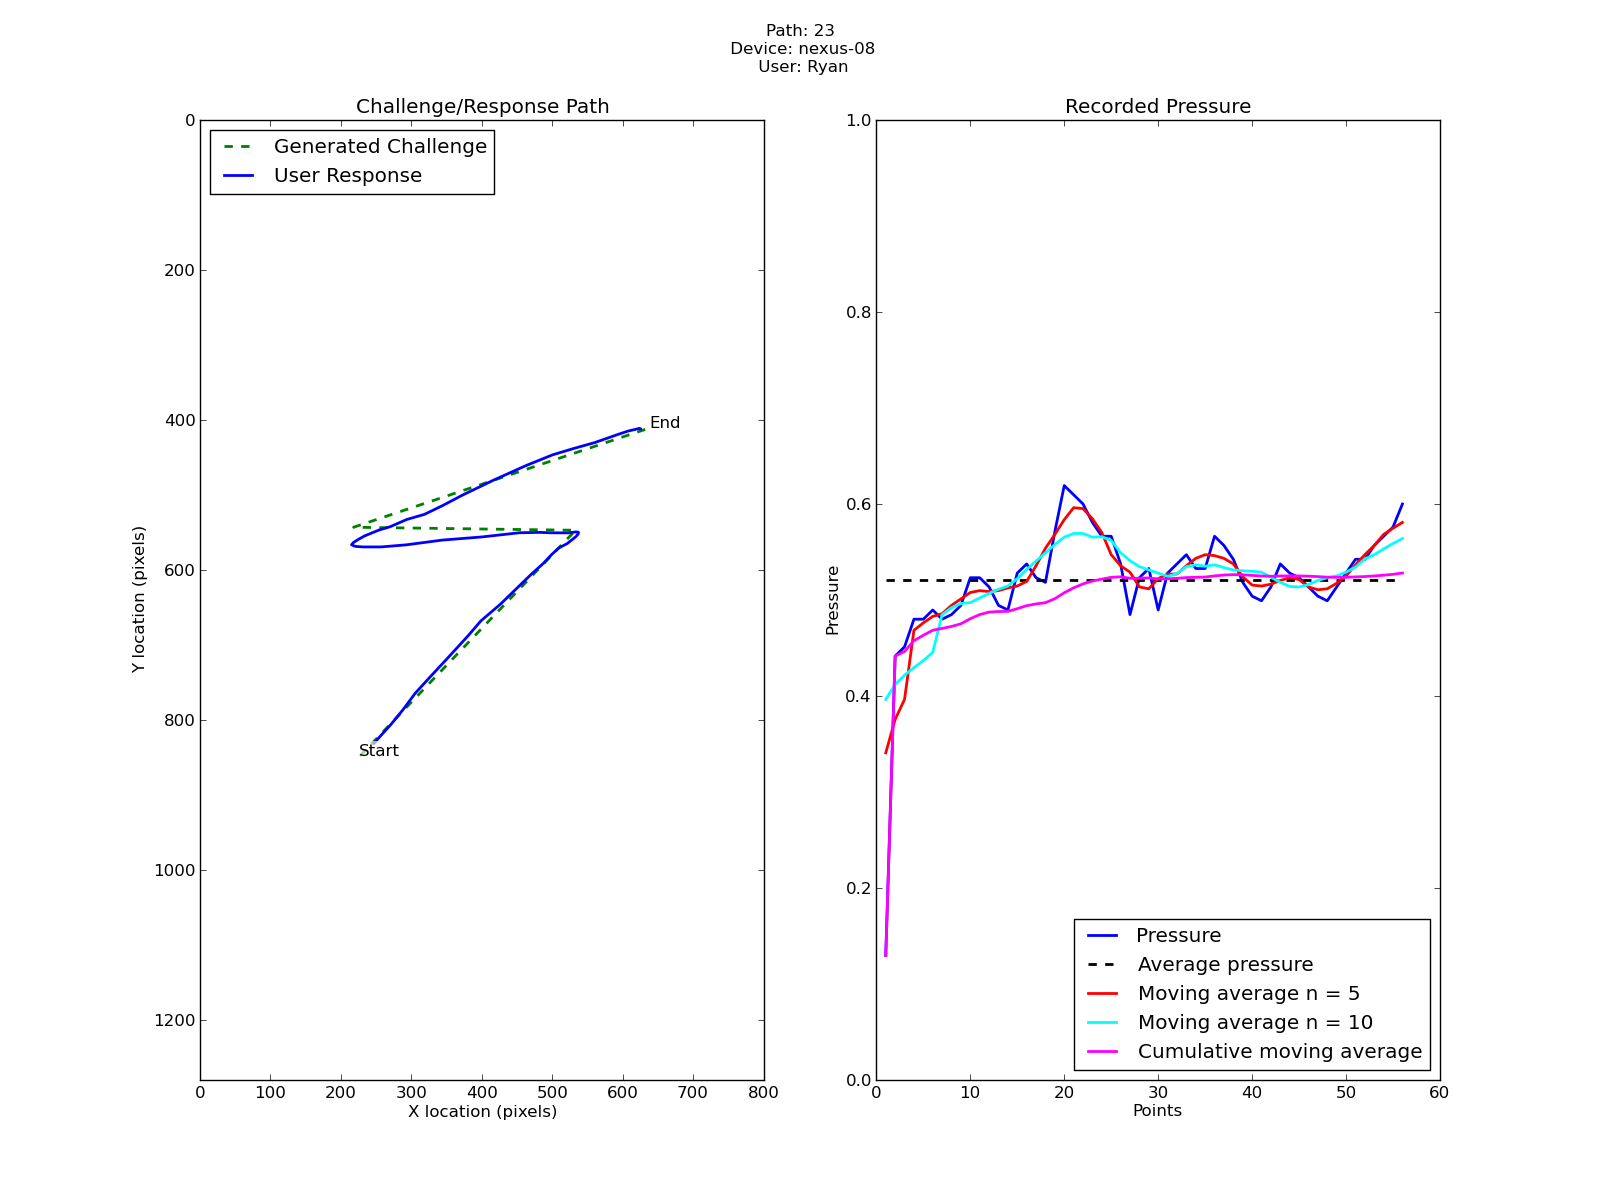 Path: 23
Device: nexus-08
User: Ryan
Challenge/Response Path
0
200
400
600
800
1000
1200
Y location (pixels)
Generated Challenge
User Response
End
Start
0 100 200 300 400 500 600 700 800
X location (pixels)
Recorded Pressure
1.0
0.8
0.6
0.4
0.2
0.0
Pressure
Pressure
Average pressure
Moving average n = 5
Moving average n = 10
Cumulative moving average
0 10 20 30 40 50 60
Points